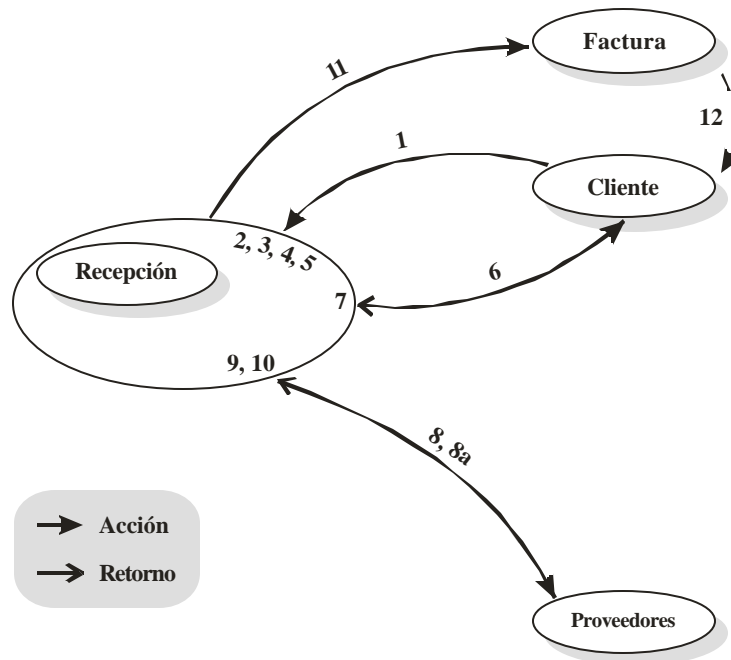 Factura
11
12
1
Cliente
2, 3, 4, 5
Recepción
6
7
9, 10
8, 8a
Acción
Retorno
Proveedores